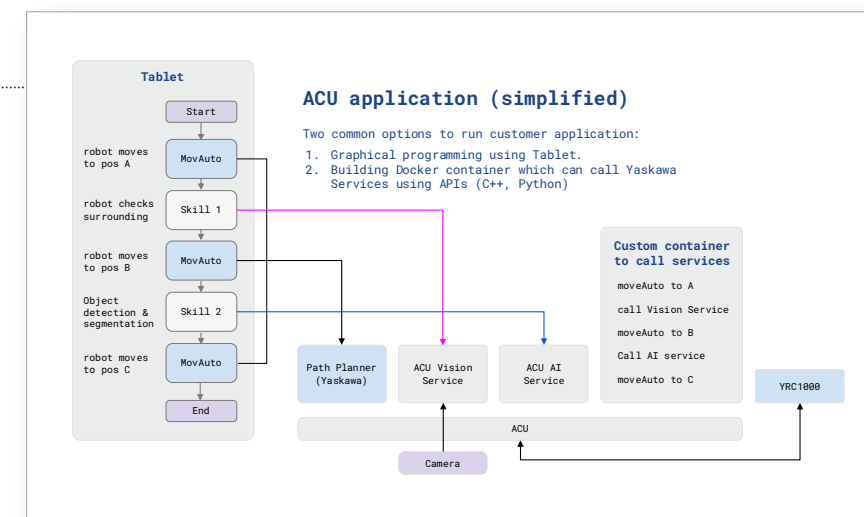 Tablet
Start
robot moves
to pos A
MovAuto
robot checks
surrounding
Skill 1
robot moves
to pos B
MovAuto
Object
detection &
segmentation
Skill 2
robot moves
to pos C
MovAuto
End
ACU application (simplified)
Two common options to run customer application:
1. Graphical programming using Tablet.
2. Building Docker container which can call Yaskawa
Services using APIs (C++, Python)
Path Planner
(Yaskawa)
ACU Vision
Service
ACU AI
Service
Custom container
to call services
moveAuto to A
call Vision Service
moveAuto to B
Call AI service
moveAuto to C
YRC1000
ACU
Camera